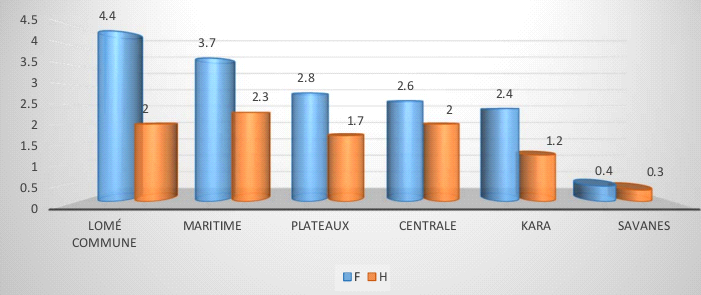 4.5
4
3.5
3
2.5
2
1.5
1
0.5
0
4.4
2
3.7
2.3
2.8
1.7
2.6
2
2.4
1.2
0.4
0.3
LOMÉ
COMMUNE
MARITIME
PLATEAUX
CENTRALE
KARA
SAVANES
F H